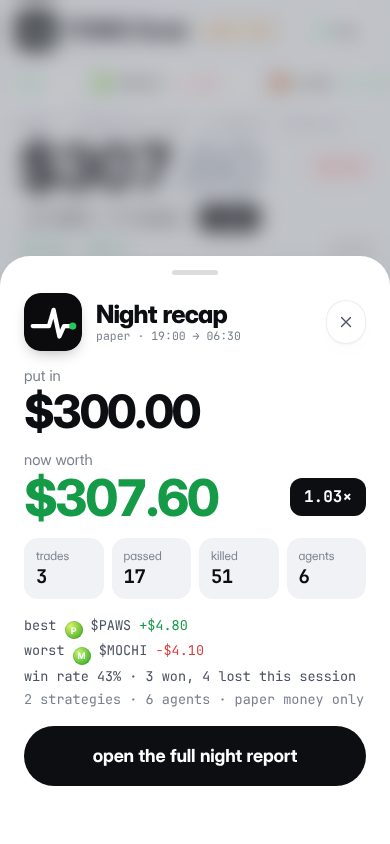 $307
Night recap
paper · 19:00 → 06:30
put in
$300.00
now worth
$307.60
1.03×
trades
3
passed
17
killed
51
agents
6
best P $PAWS +$4.80
worst M $MOCHI -$4.10
win rate 43% · 3 won, 4 lost this session
2 strategies · 6 agents · paper money only
open the full night report